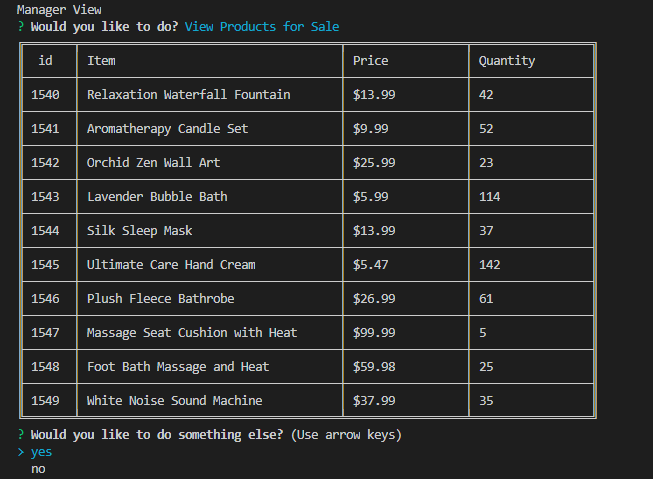 Manager View
? Would you like to do? View Products for Sale
id Item Price Quantity
1540 Relaxation Waterfall Fountain $13.99 42
1541 Aromatherapy Candle Set $9.99 52
1542 Orchid Zen Wall Art $25.99 23
1543 Lavender Bubble Bath $5.99 114
1544 Silk Sleep Mask $13.99 37
1545 Ultimate Care Hand Cream $5.47 142
1546 Plush Fleece Bathrobe $26.99 61
1547 Massage Seat Cushion with Heat $99.99 5
1548 Foot Bath Massage and Heat $59.98 25
1549 White Noise Sound Machine $37.99 35
? Would you like to do something else? (Use arrow keys)
> yes
no